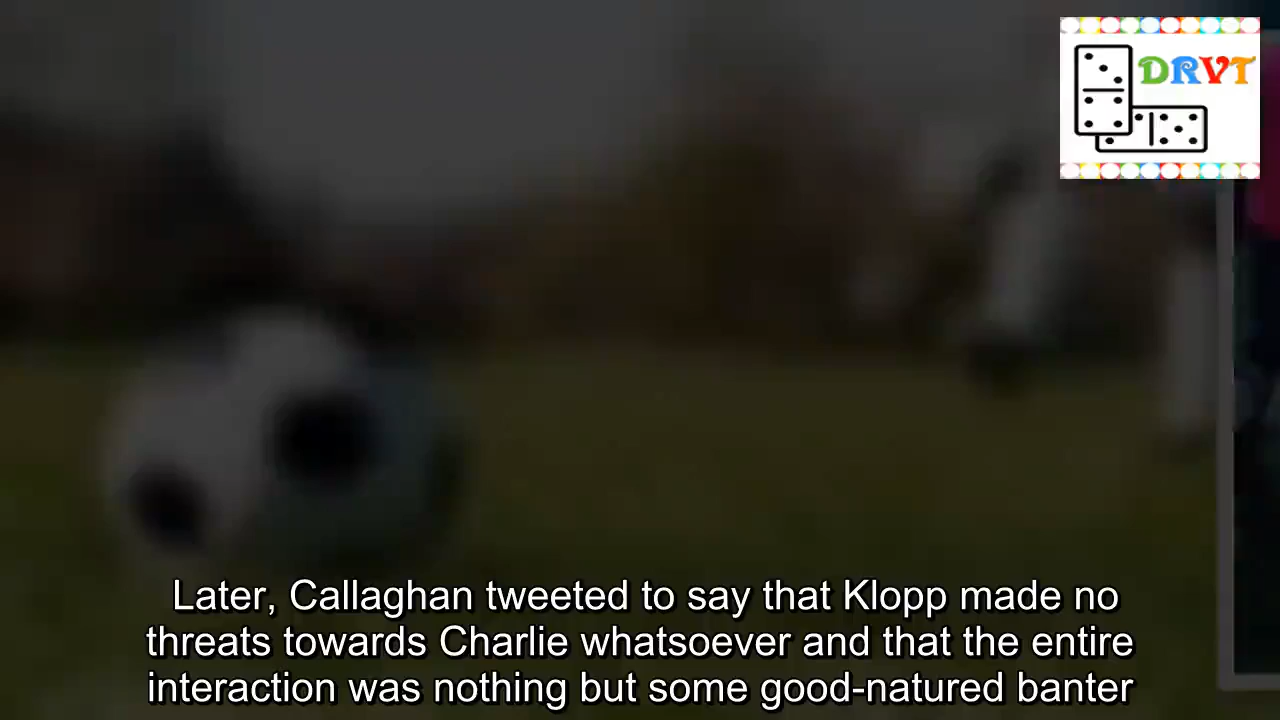 DRVT
Later, Callaghan tweeted to say that Klopp made no
threats towards Charlie whatsoever and that the entire
interaction was nothing but some good-natured banter